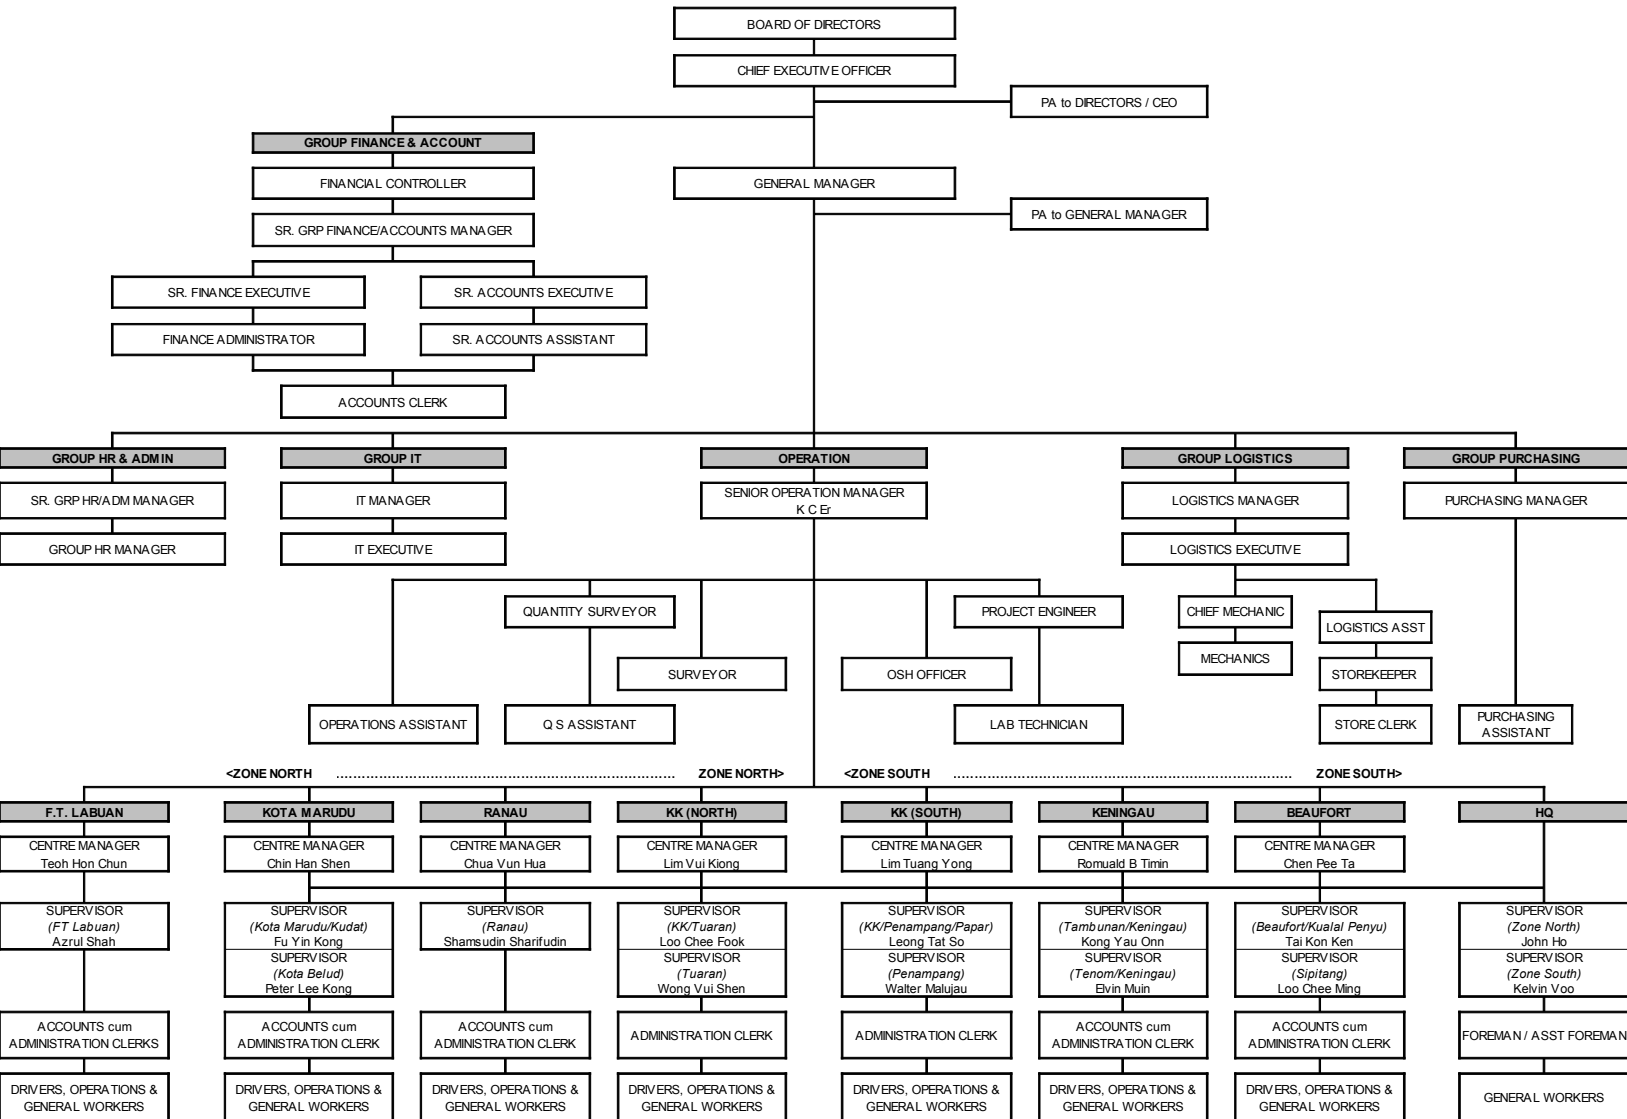 BOARD OF DIRECTORS
CHIEF EXECUTIVE OFFICER
PA to DIRECTORS / CEO
GROUP FINANCE & ACCOUNT
FINANCIAL CONTROLLER
GENERAL MANAGER
SR. GRP FINANCE/ACCOUNTS MANAGER
PA to GENERAL MANAGER
SR. FINANCE EXECUTIVE
SR. ACCOUNTS EXECUTIVE
FINANCE ADMINISTRATOR
SR. ACCOUNTS ASSISTANT
ACCOUNTS CLERK
GROUP HR & ADMIN
GROUP IT
OPERATION
GROUP LOGISTICS
GROUP PURCHASING
SR. GRP HR/ADM MANAGER
IT MANAGER
SENIOR OPERATION MANAGER
K C Er
LOGISTICS MANAGER
PURCHASING MANAGER
GROUP HR MANAGER
IT EXECUTIVE
LOGISTICS EXECUTIVE
QUANTITY SURVEYOR
PROJECT ENGINEER
CHIEF MECHANIC
LOGISTICS ASST
SURVEYOR
OSH OFFICER
MECHANICS
STOREKEEPER
OPERATIONS ASSISTANT
Q S ASSISTANT
LAB TECHNICIAN
STORE CLERK
PURCHASING
ASSISTANT
<ZONE NORTH ........................................................................ ZONE NORTH>
<ZONE SOUTH ........................................................................ ZONE SOUTH>
F.T. LABUAN
KOTA MARUDU
RANAU
KK (NORTH)
KK (SOUTH)
KENINGAU
BEAUFORT
HQ
CENTRE MANAGER
Teoh Hon Chun
CENTRE MANAGER
Chin Han Shen
CENTRE MANAGER
Chua Vun Hua
CENTRE MANAGER
Lim Vui Kiong
CENTRE MANAGER
Lim Tuang Yong
CENTRE MANAGER
Romuald B Timin
CENTRE MANAGER
Chen Pee Ta
SUPERVISOR
(FT Labuan)
Azrul Shah
SUPERVISOR
(Kota Marudu/Kudat)
Fu Yin Kong
SUPERVISOR
(Kota Belud)
Peter Lee Kong
SUPERVISOR
(Ranau)
Shamsudin Sharifudin
SUPERVISOR
(KK/Tuaran)
Loo Chee Fook
SUPERVISOR
(Tuaran)
Wong Vui Shen
SUPERVISOR
(KK/Penampang/Papar)
Leong Tat So
SUPERVISOR
(Penampang)
Walter Malujau
SUPERVISOR
(Tambunan/Keningau)
Kong Yau Onn
SUPERVISOR
(Tenom/Keningau)
Elvin Muin
SUPERVISOR
(Beaufort/Kualal Penyu)
Tai Kon Ken
SUPERVISOR
(Sipitang)
Loo Chee Ming
SUPERVISOR
(Zone North)
John Ho
SUPERVISOR
(Zone South)
Kelvin Voo
ACCOUNTS cum
ADMINISTRATION CLERKS
ACCOUNTS cum
ADMINISTRATION CLERK
ACCOUNTS cum
ADMINISTRATION CLERK
ADMINISTRATION CLERK
ADMINISTRATION CLERK
ACCOUNTS cum
ADMINISTRATION CLERK
ACCOUNTS cum
ADMINISTRATION CLERK
FOREMAN / ASST FOREMAN
DRIVERS, OPERATIONS &
GENERAL WORKERS
DRIVERS, OPERATIONS &
GENERAL WORKERS
DRIVERS, OPERATIONS &
GENERAL WORKERS
DRIVERS, OPERATIONS &
GENERAL WORKERS
DRIVERS, OPERATIONS &
GENERAL WORKERS
DRIVERS, OPERATIONS &
GENERAL WORKERS
DRIVERS, OPERATIONS &
GENERAL WORKERS
GENERAL WORKERS